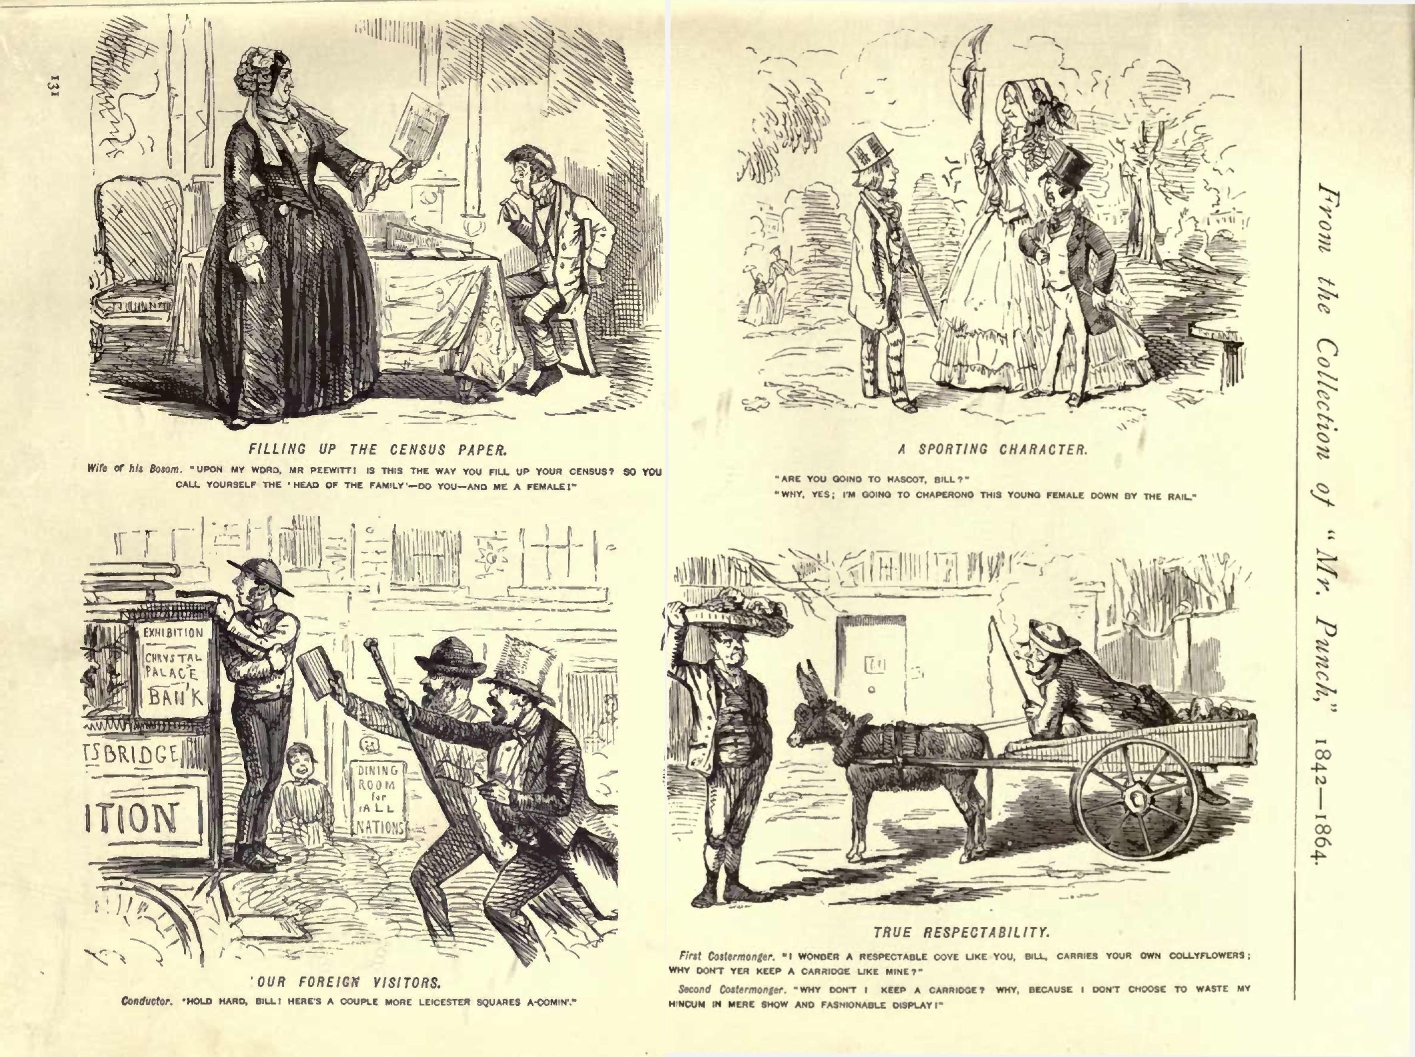 131
FILLING UP THE CENSUS PAPER.
Wife of his Bosom. "UPON MY WORD, MR PEEWITT! IS THIS THE WAY YOU FILL UP YOUR CENSUS? SO YOU
CALL YOURSELF THE 'HEAD OF THE FAMILY'—DO YOU—AND ME A FEMALE!"
A SPORTING CHARACTER.
"ARE YOU GOING TO HASCOT, BILL?"
"WHY, YES; I'M GOING TO CHAPERONG THIS YOUNG FEMALE DOWN BY THE RAIL."
EXHIBITION
CHRYSTAL
PALACE
BANK
TSBRIDGE
ITION
DINING
ROOM
for
ALL
NATIONS
OUR FOREIGN VISITORS.
Conductor. "HOLD HARD, BILL! HERE'S A COUPLE MORE LEICESTER SQUARES A-COMIN'."
TRUE RESPECTABILITY.
First Costermonger. "I WONDER A RESPECTABLE COVE LIKE YOU, BILL, CARRIES YOUR OWN COLLYFLOWERS;
WHY DON'T YER KEEP A CARRIDGE LIKE MINE?"
Second Costermonger. "WHY DON'T I KEEP A CARRIDGE? WHY, BECAUSE I DON'T CHOOSE TO WASTE MY
HINCUM IN MERE SHOW AND FASHIONABLE DISPLAY!"
From the Collection of "Mr. Punch," 1842—1864.